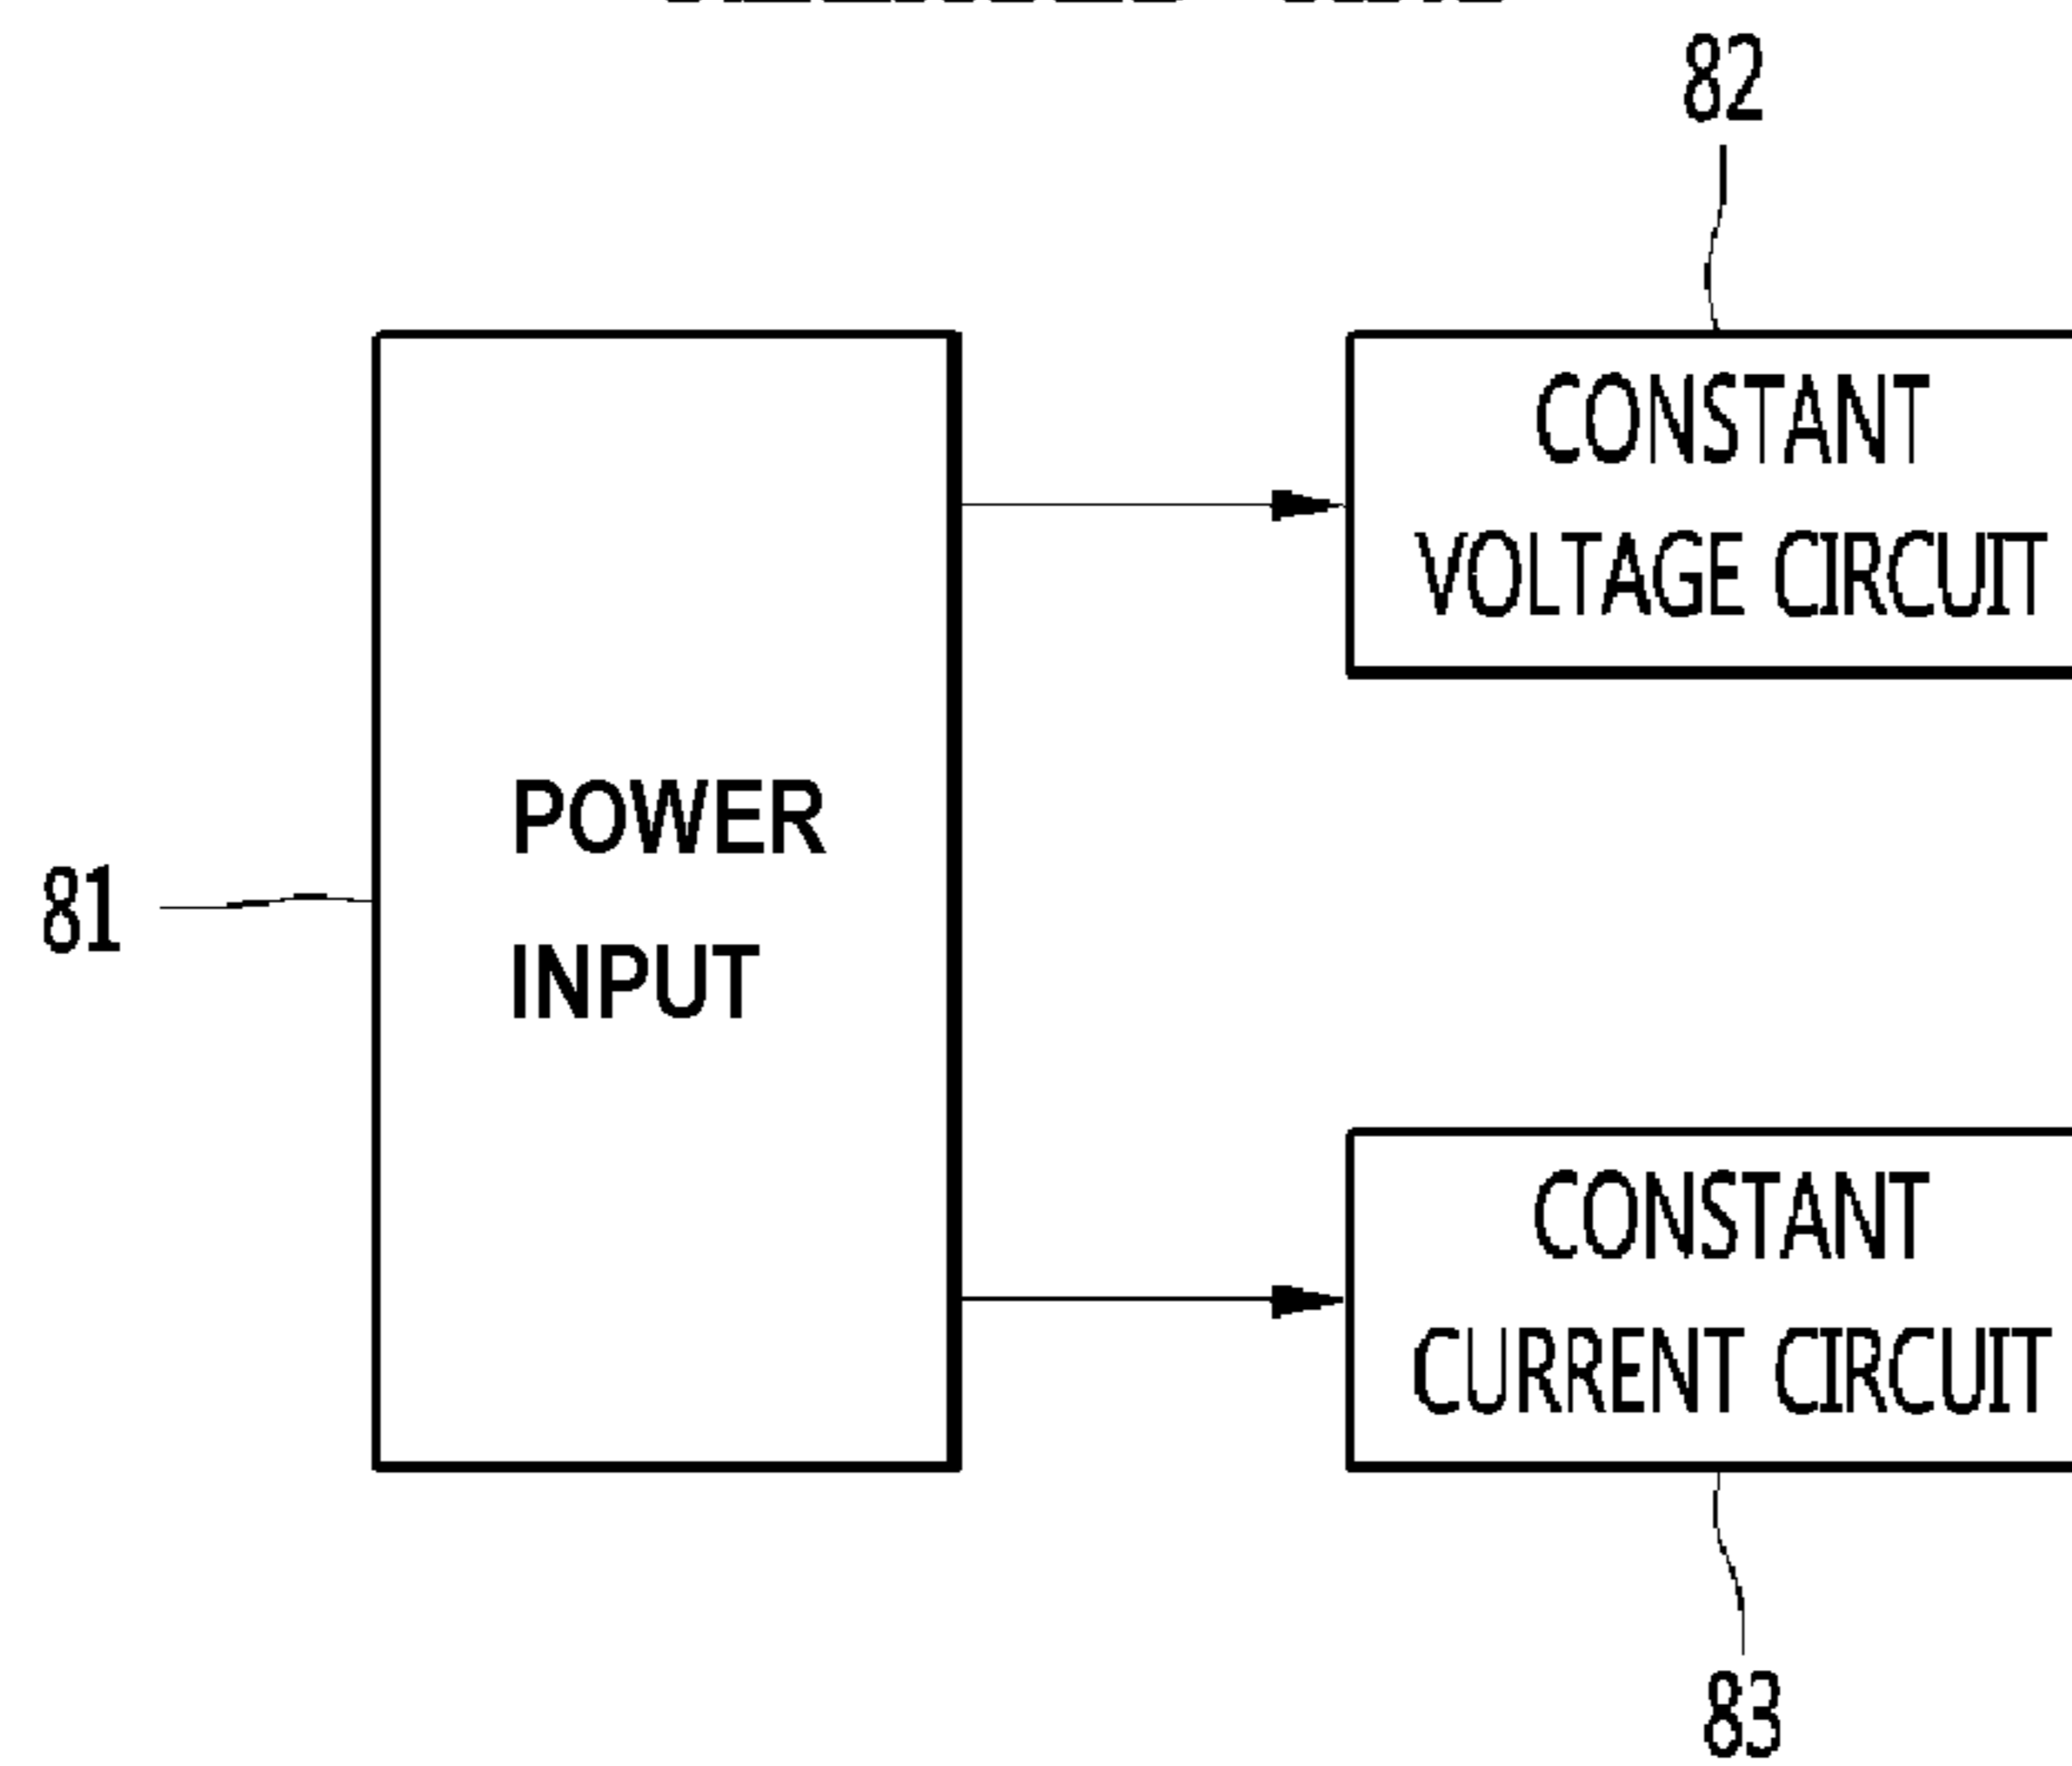 82
CONSTANT
VOLTAGE CIRCUIT
POWER
INPUT
81
CONSTANT
CURRENT CIRCUIT
83